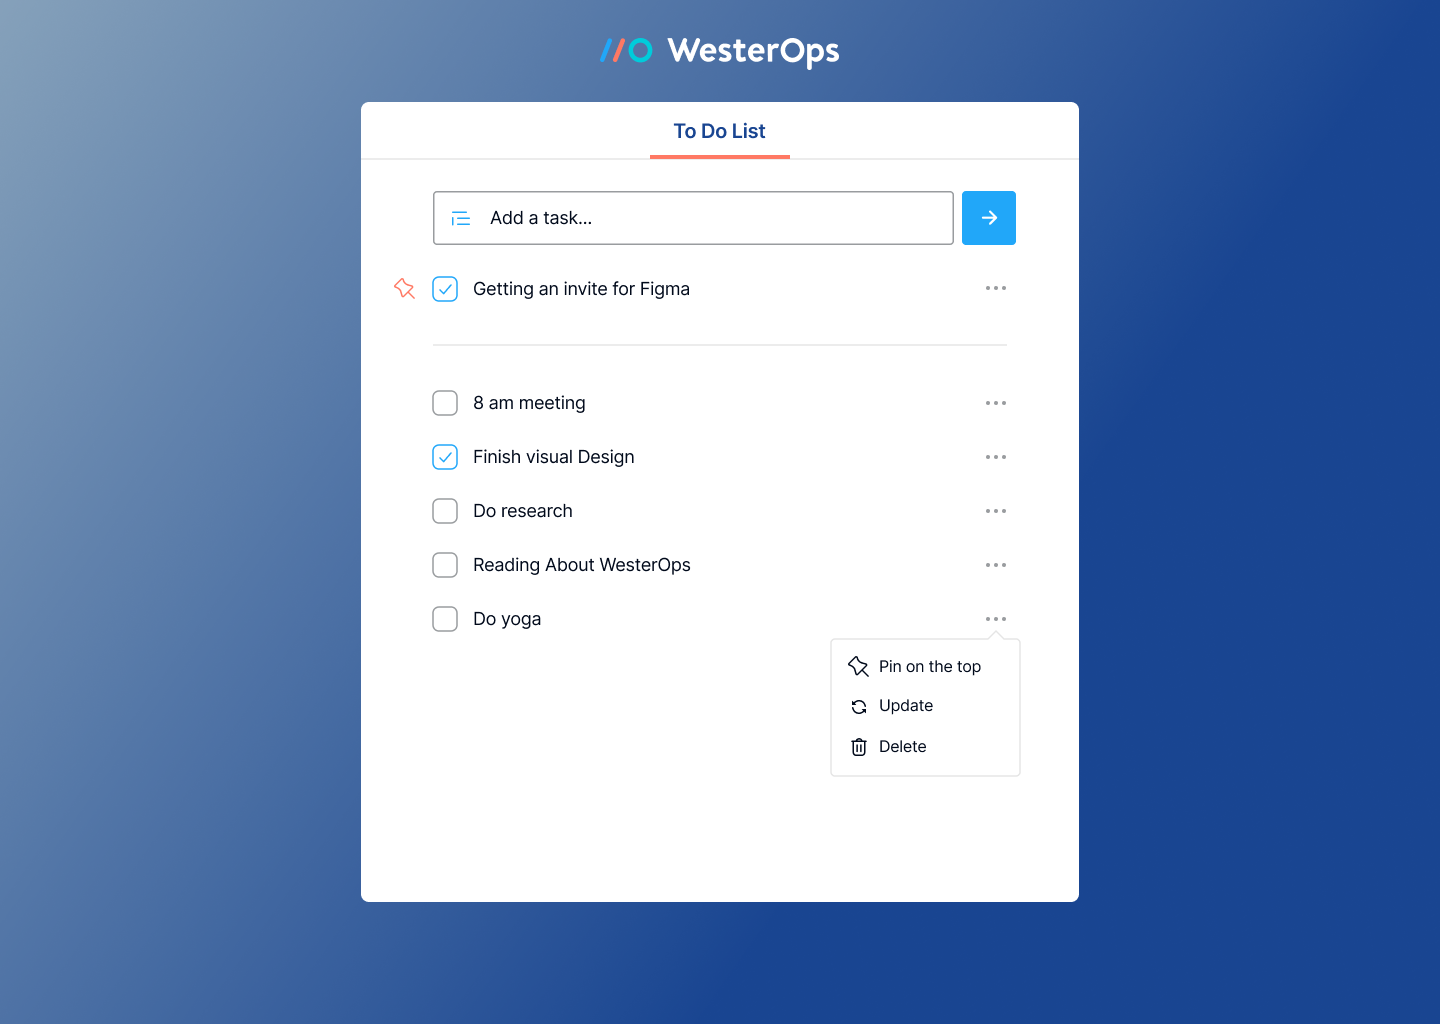 WesterOps
To Do List
Add a task...
Getting an invite for Figma
8 am meeting
Finish visual Design
Do research
Reading About WesterOps
Do yoga
Pin on the top
Update
Delete